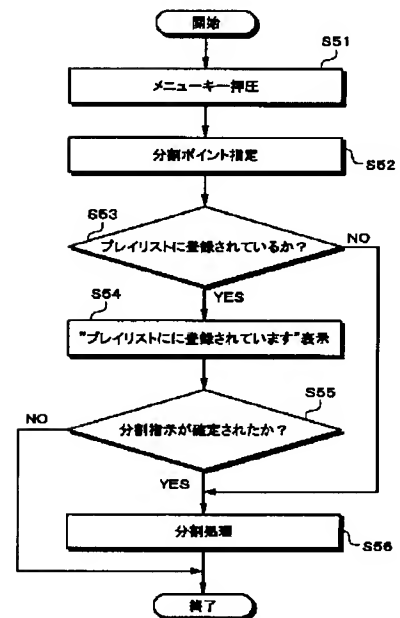 開始
S51
メニューキー押圧
分割ポイント指定
S52
S53
プレイリストに登録されているか？
NO
YES
S54
"プレイリストにに登録されています"表示
S55
NO
分割指示が確定されたか？
YES
分割処理
S56
終了